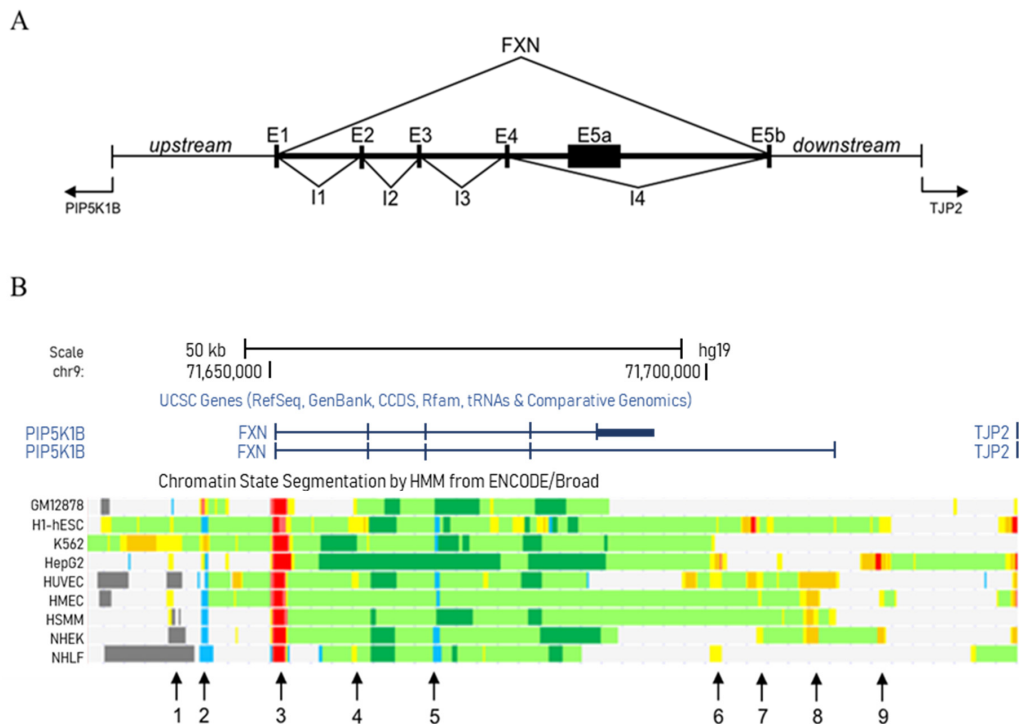 A
FXN
E1 E2 E3 E4 E5a E5b
upstream downstream
I1 I2 I3 I4
PIP5K1B TJP2
B
Scale 50 kb hg19
chr9: 71,650,000 71,700,000
UCSC Genes (RefSeq, GenBank, CCDS, Rfam, tRNAs & Comparative Genomics)
PIP5K1B FXN TJP2
PIP5K1B FXN TJP2
Chromatin State Segmentation by HMM from ENCODE/Broad
GM12878
H1-hESC
K562
HepG2
HUVEC
HMEC
HSMM
NHEK
NHLF
1 2 3 4 5 6 7 8 9